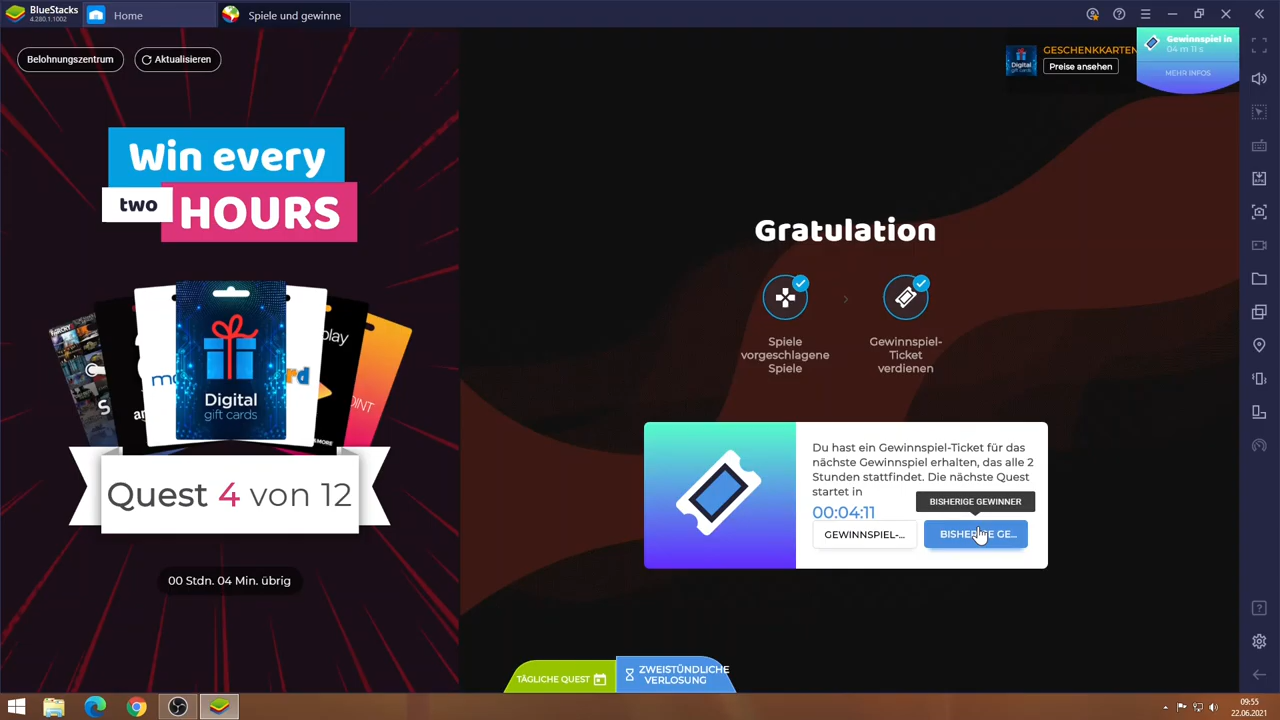 BlueStacks
4.280.1.1002
Home
Spiele und gewinne
Belohnungszentrum
Aktualisieren
GESCHENKKARTEN
Preise ansehen
Gewinnspiel in
04 m 11 s
MEHR INFOS
Win every
two
HOURS
Digital
gift cards
Digital
gift cards
Quest 4 von 12
00 Stdn. 04 Min. übrig
Gratulation
Spiele
vorgeschlagene
Spiele
Gewinnspiel-
Ticket
verdienen
Du hast ein Gewinnspiel-Ticket für das
nächste Gewinnspiel erhalten, das alle 2
Stunden stattfindet. Die nächste Quest
startet in
00:04:11
BISHERIGE GEWINNER
GEWINNSPIEL-...
BISHERIGE GE...
TÄGLICHE QUEST
ZWEISTÜNDLICHE
VERLOSUNG
09:55
22.06.2021